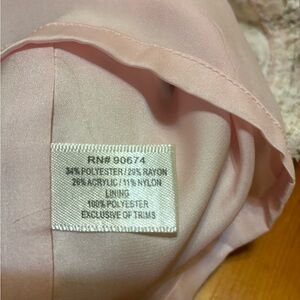 RN# 90674
34% POLYESTER / 29% RAYON
26% ACRYLIC / 11% NYLON
LINING
100% POLYESTER
EXCLUSIVE OF TRIMS